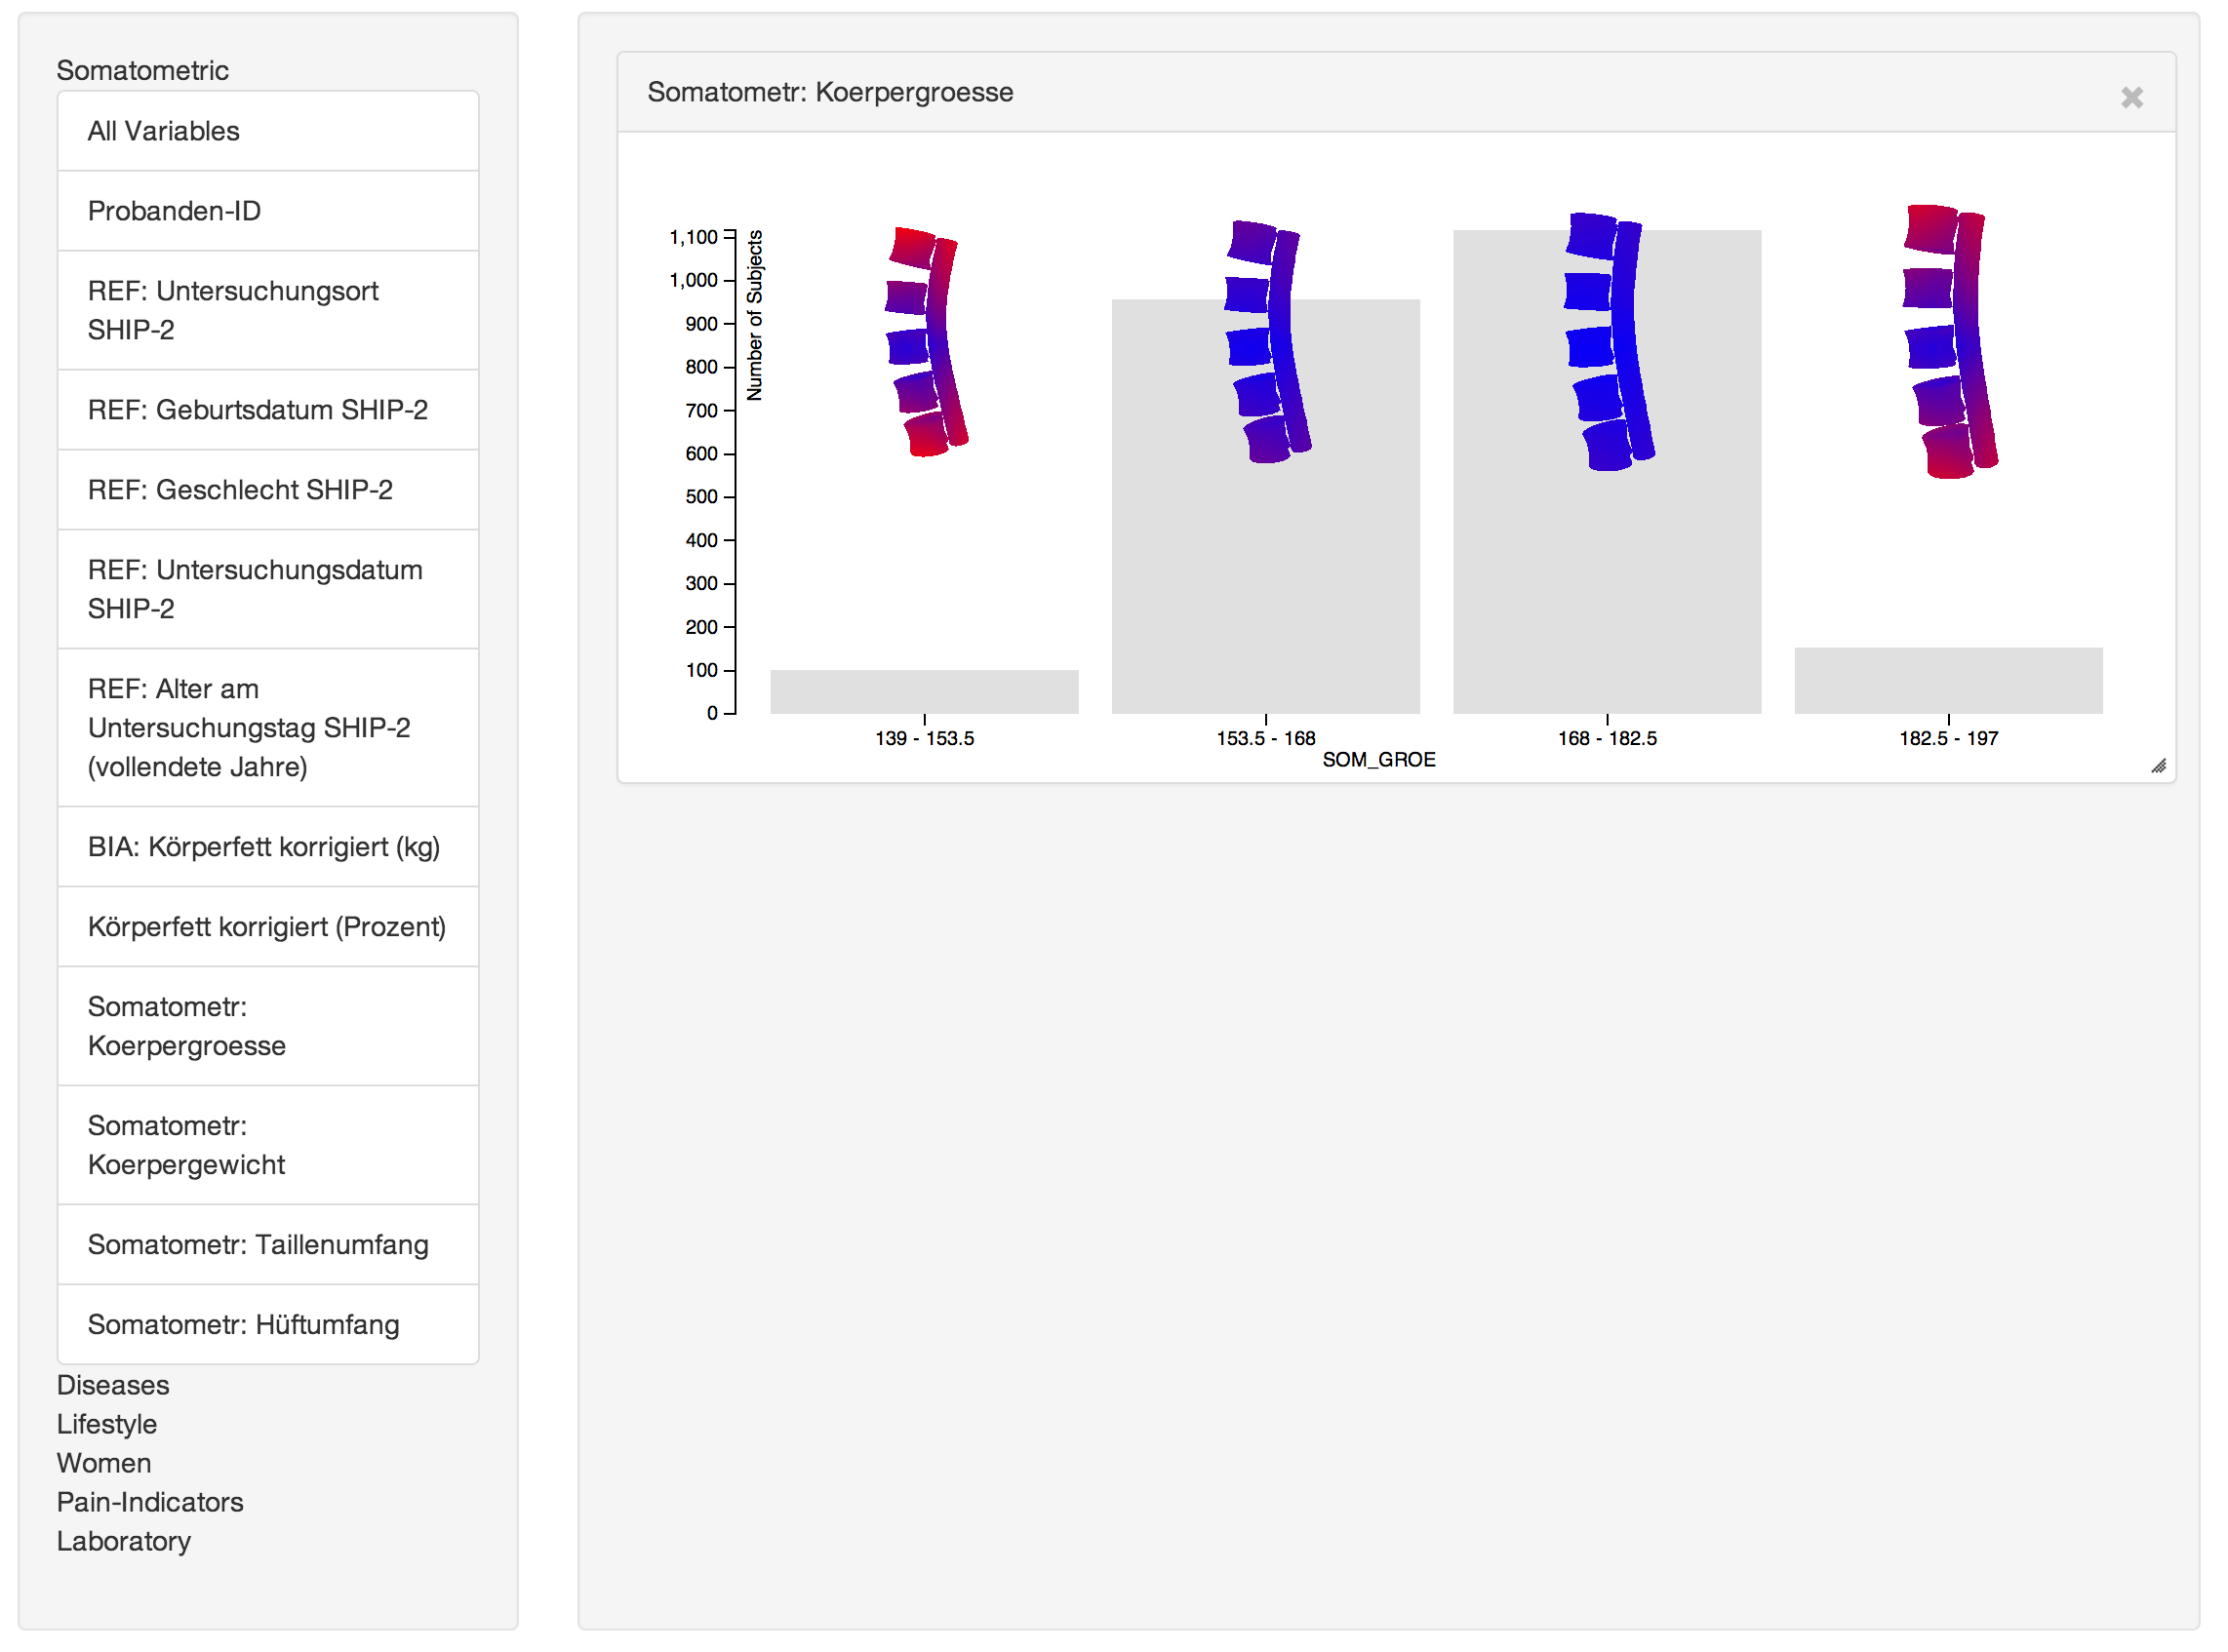 Somatometric
All Variables
Probanden-ID
REF: Untersuchungsort
SHIP-2
REF: Geburtsdatum SHIP-2
REF: Geschlecht SHIP-2
REF: Untersuchungsdatum
SHIP-2
REF: Alter am
Untersuchungstag SHIP-2
(vollendete Jahre)
BIA: Körperfett korrigiert (kg)
Körperfett korrigiert (Prozent)
Somatometr:
Koerpergroesse
Somatometr:
Koerpergewicht
Somatometr: Taillenumfang
Somatometr: Hüftumfang
Diseases
Lifestyle
Women
Pain-Indicators
Laboratory
Somatometr: Koerpergroesse
1,100
1,000
900
800
700
600
500
400
300
200
100
0
Number of Subjects
139 - 153.5
153.5 - 168
168 - 182.5
182.5 - 197
SOM_GROE